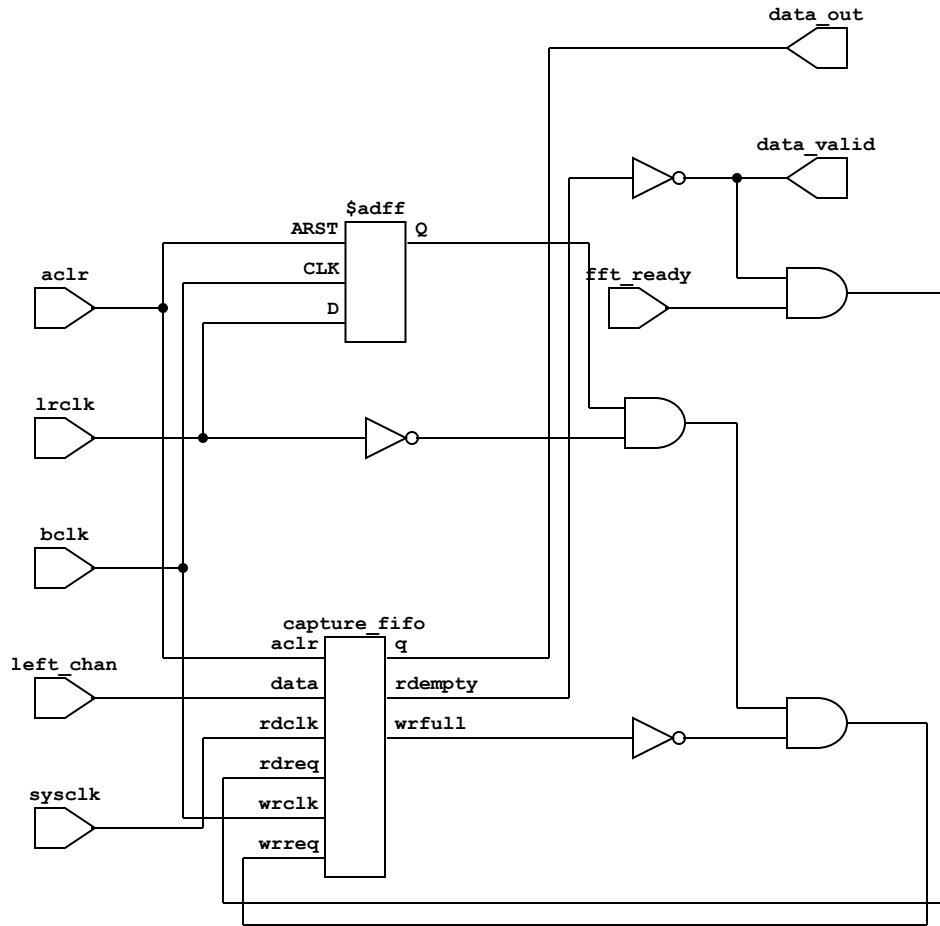 data_out
data_valid
$adff
ARST
Q
CLK
aclr
fft_ready
D
lrclk
bclk
capture_fifo
aclr
q
left_chan
data
rdempty
rdclk
wrfull
rdreq
sysclk
wrclk
wrreq